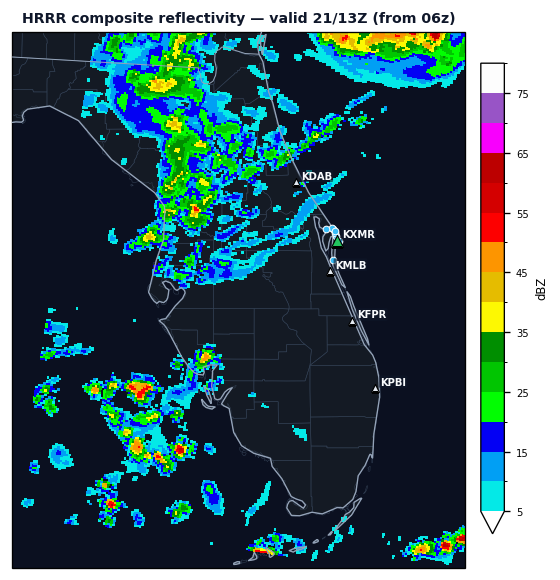 HRRR composite reflectivity — valid 21/13Z (from 06z)
75
65
55
45
35
25
15
5
dBZ
KDAB
KXMR
KMLB
KFPR
KPBI